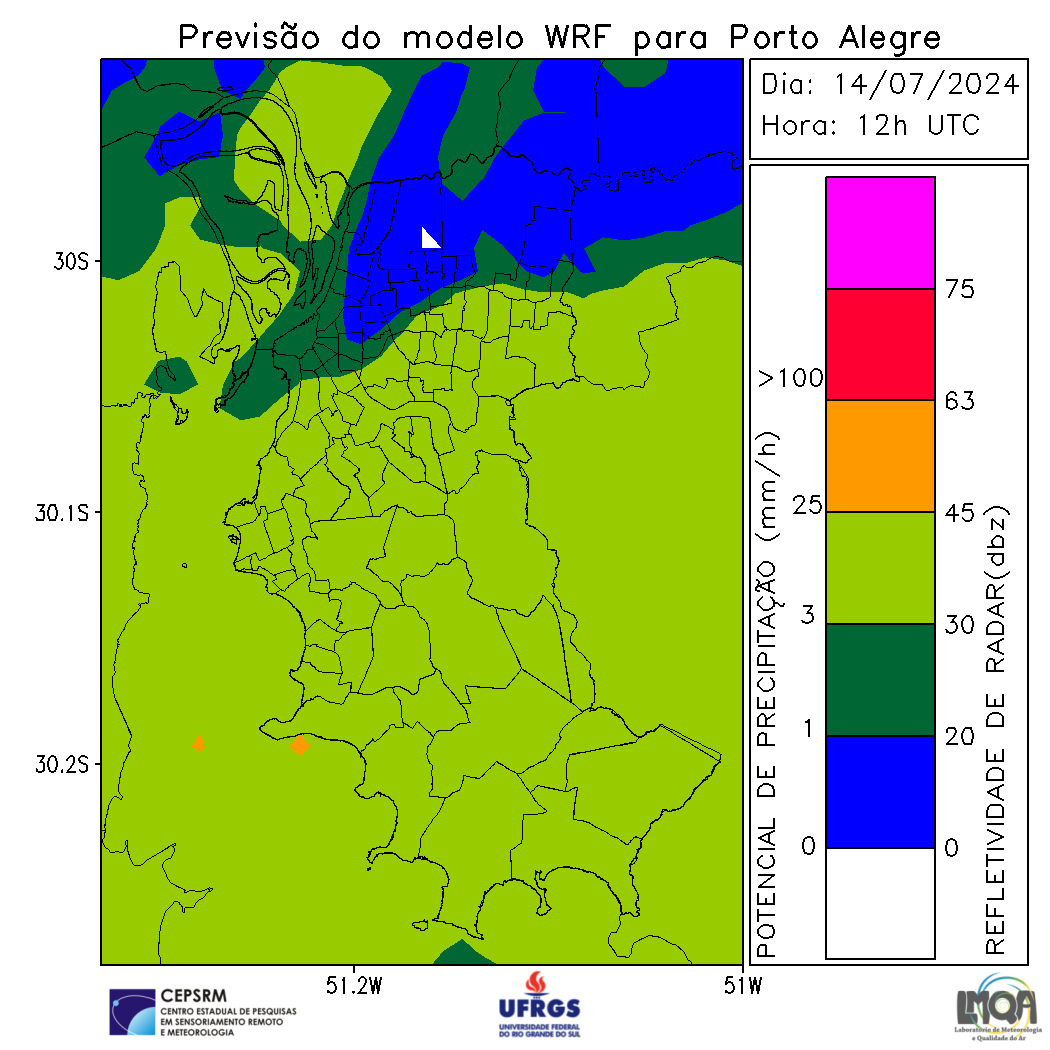 Previsão do modelo WRF para Porto Alegre
Dia: 14/07/2024
Hora: 12h UTC
30S
30.1S
30.2S
51.2W
51W
POTENCIAL DE PRECIPITAÇÃO (mm/h)
>100
25
3
1
0
75
63
45
30
20
0
REFLETIVIDADE DE RADAR(dbz)
CEPSRM
CENTRO ESTADUAL DE PESQUISAS
EM SENSORIAMENTO REMOTO
E METEOROLOGIA
UFRGS
UNIVERSIDADE FEDERAL
DO RIO GRANDE DO SUL
LMQA
Laboratório de Meteorologia
e Qualidade do Ar